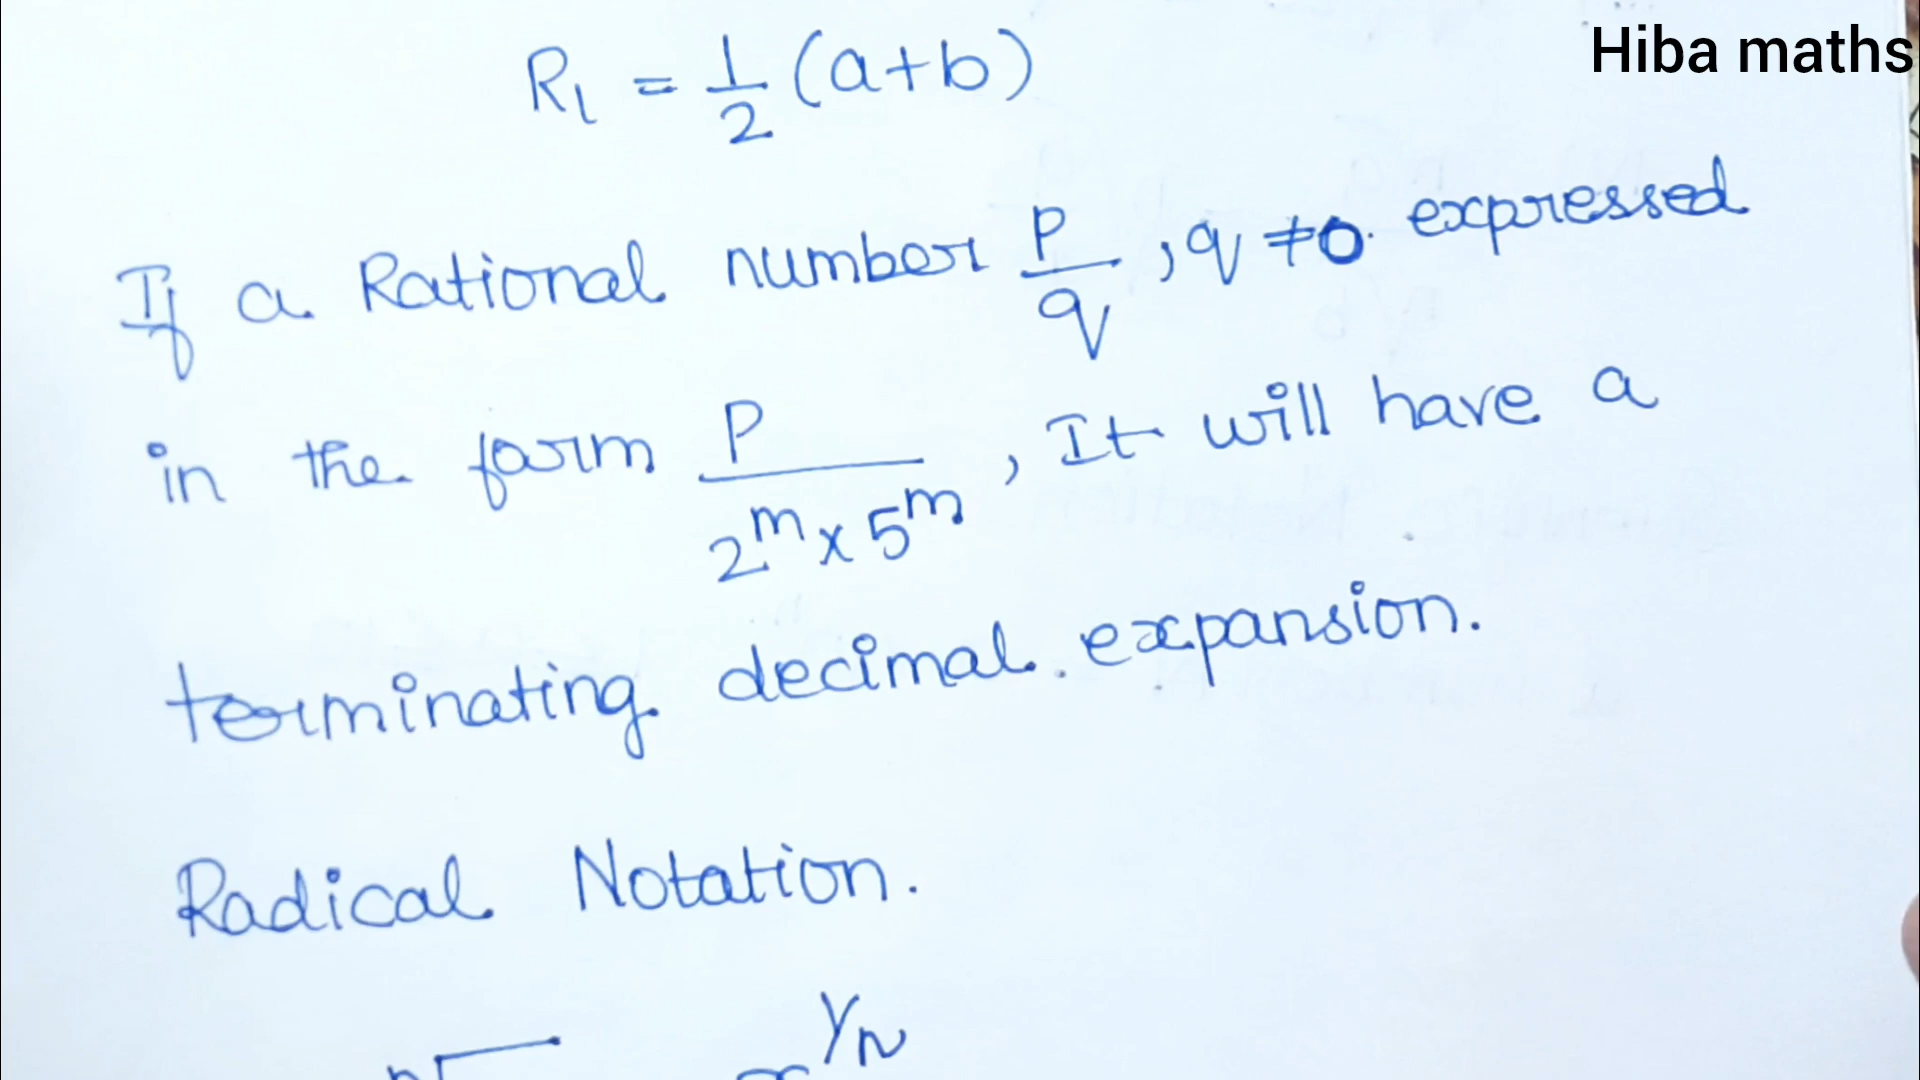 Hiba maths
R₁ = 1/2 (a+b)
If a Rational number P/q, q ≠ 0. expressed
in the form P/(2^m × 5^m), It will have a
terminating decimal expansion.
Radical Notation.
n√ x^1/n